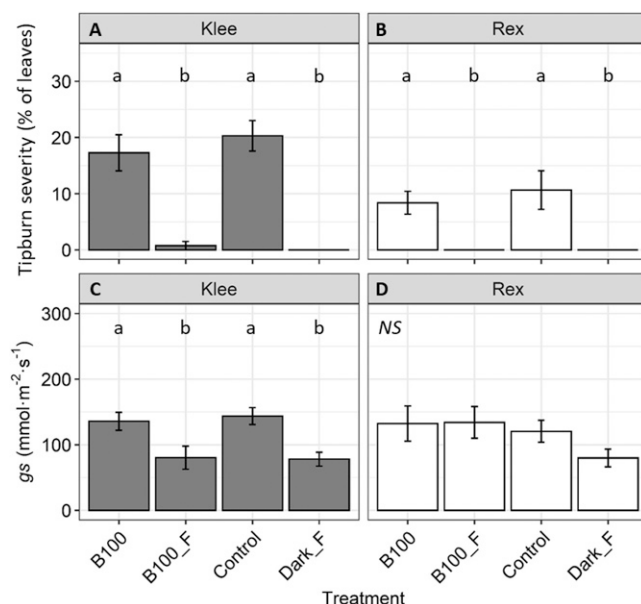 A Klee
B Rex
Tipburn severity (% of leaves)
30
20
10
0
a b a b
a b a b
C Klee
D Rex
gs (mmol·m⁻²·s⁻¹)
300
200
100
0
a b a b
NS
B100 B100_F Control Dark_F
B100 B100_F Control Dark_F
Treatment